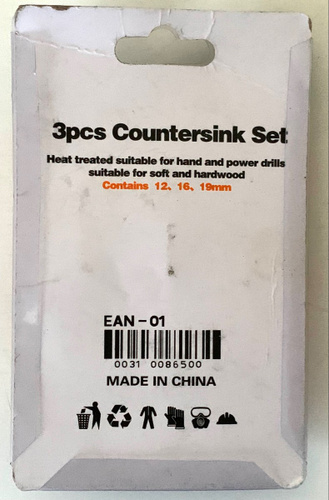 3pcs Countersink Set
Heat treated suitable for hand and power drills
suitable for soft and hardwood
Contains 12、16、19mm
EAN-01
0031 0086500
MADE IN CHINA